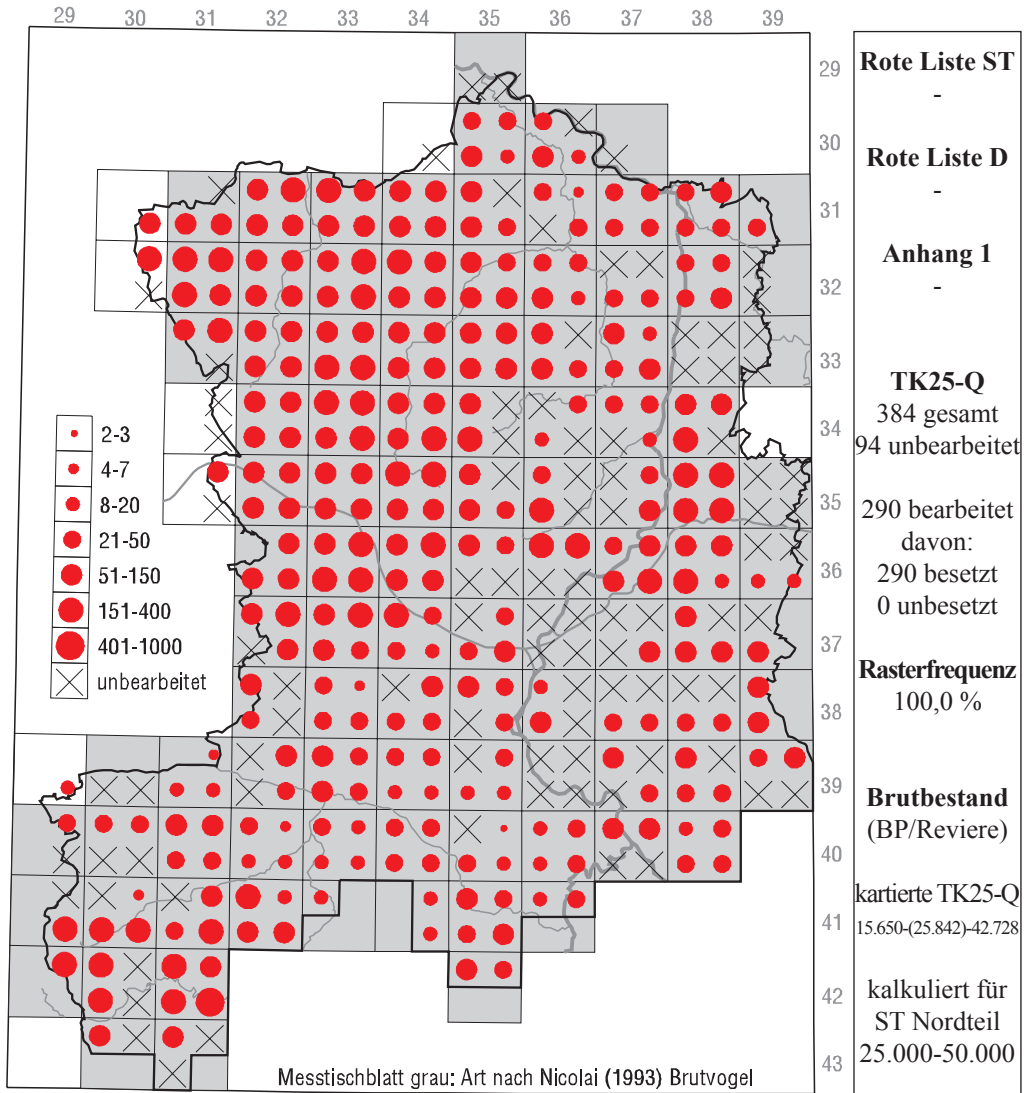 29 30 31 32 33 34 35 36 37 38 39
29
30
31
32
33
34
35
36
37
38
39
40
41
42
43
2-3
4-7
8-20
21-50
51-150
151-400
401-1000
unbearbeitet
Messtischblatt grau: Art nach Nicolai (1993) Brutvogel
Rote Liste ST
-
Rote Liste D
-
Anhang 1
-
TK25-Q
384 gesamt
94 unbearbeitet
290 bearbeitet
davon:
290 besetzt
0 unbesetzt
Rasterfrequenz
100,0 %
Brutbestand
(BP/Reviere)
kartierte TK25-Q
15.650-(25.842)-42.728
kalkuliert für
ST Nordteil
25.000-50.000